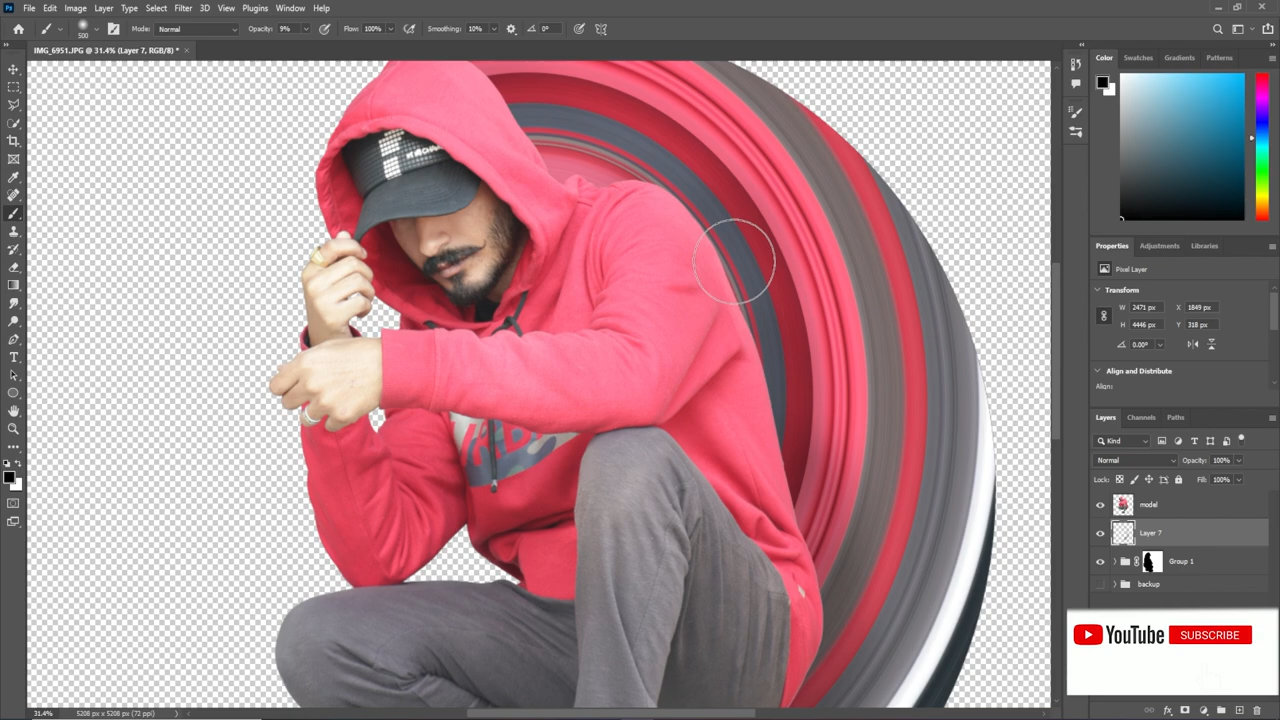 Ps File Edit Image Layer Type Select Filter 3D View Plugins Window Help
500 Mode: Normal Opacity: 9% Flow: 100% Smoothing: 10% 0°
IMG_6951.JPG @ 31.4% (Layer 7, RGB/8) * ×
Color Swatches Gradients Patterns
Properties Adjustments Libraries
Pixel Layer
Transform
W 2471 px X 1849 px
H 4446 px Y 318 px
0.00°
Align and Distribute
Align:
Layers Channels Paths
Kind
Normal Opacity: 100%
Lock: Fill: 100%
model
Layer 7
Group 1
backup
YouTube SUBSCRIBE
31.4% 5208 px x 5208 px (72 ppi)